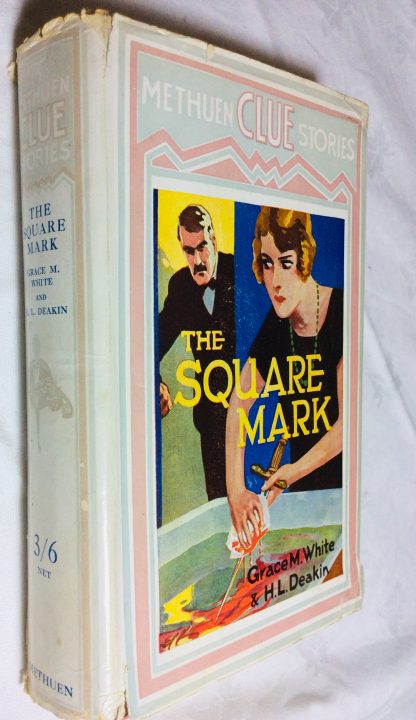 METHUEN
CLUE
STORIES
THE
SQUARE
MARK
GRACE M.
WHITE
AND
H. L. DEAKIN
3/6
NET
METHUEN
METHUEN CLUE STORIES
THE
SQUARE
MARK
Grace M. White
& H. L. Deakin